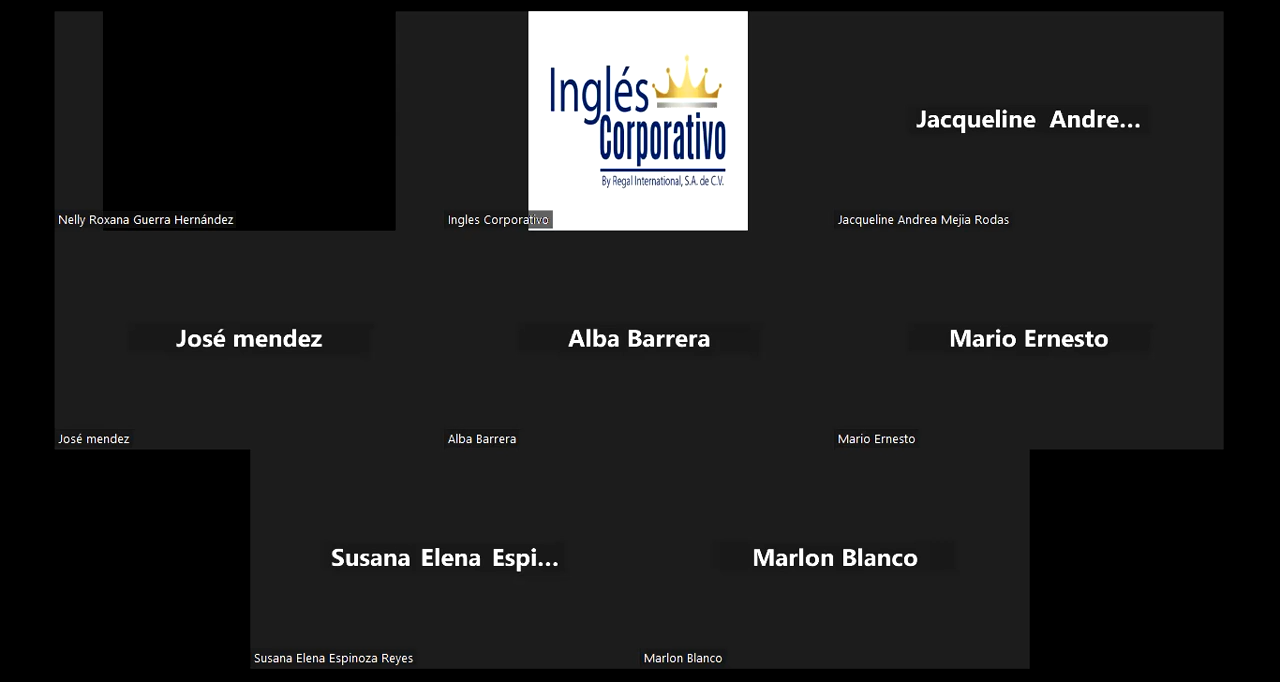 Inglés
Corporativo
By Regal International, S.A. de C.V.
Jacqueline Andre...
Nelly Roxana Guerra Hernández
Ingles Corporativo
Jacqueline Andrea Mejia Rodas
José mendez
Alba Barrera
Mario Ernesto
José mendez
Alba Barrera
Mario Ernesto
Susana Elena Espi...
Marlon Blanco
Susana Elena Espinoza Reyes
Marlon Blanco